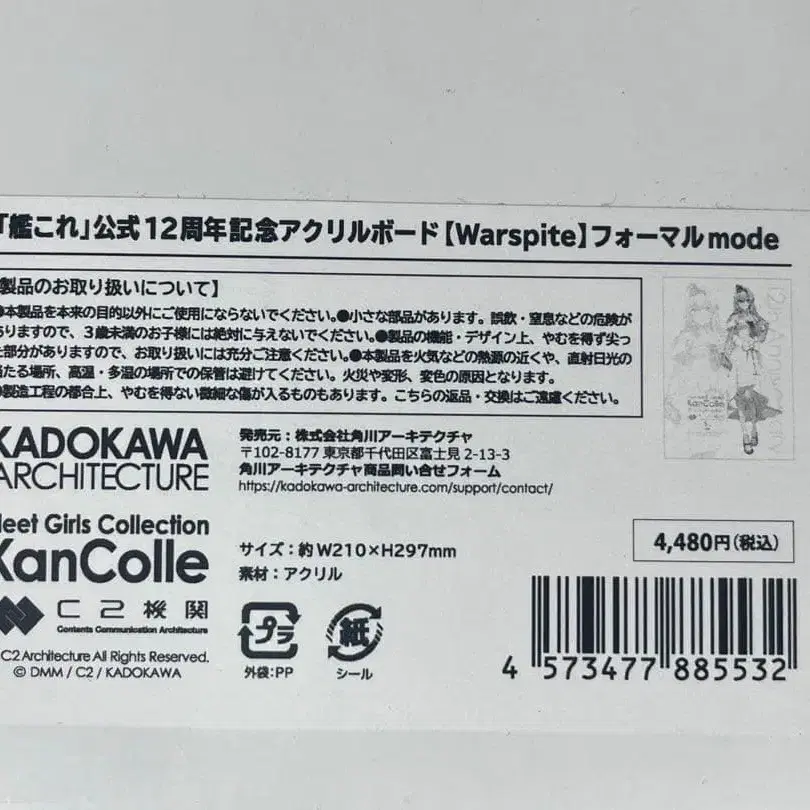 「艦これ」公式12周年記念アクリルボード【Warspite】フォーマルmode
製品のお取り扱いについて】
●本製品を本来の目的以外にご使用にならないでください。●小さな部品があります。誤飲・窒息などの危険が
ありますので、3歳未満のお子様には絶対に与えないでください。●製品の機能・デザイン上、やむを得ず尖っ
た部分がありますので、お取り扱いには充分ご注意ください。●本製品を火気などの熱源の近くや、直射日光の
当たる場所、高温・多湿の場所での保管は避けてください。火災や変形、変色の原因となります。
●製造工程の都合上、やむを得ない微細な傷が入るものもあります。こちらの返品・交換はご遠慮ください。
12th Anniversary
KADOKAWA
ARCHITECTURE
発売元：株式会社角川アーキテクチャ
〒102-8177 東京都千代田区富士見 2-13-3
角川アーキテクチャ商品問い合せフォーム
https://kadokawa-architecture.com/support/contact/
leet Girls Collection
KanColle
サイズ：約 W210×H297mm
素材：アクリル
4,480円（税込）
C2機関
Contents Communication Architecture
C2 Architecture All Rights Reserved.
© DMM / C2 / KADOKAWA
プラ
外袋：PP
紙
シール
4 573477 885532